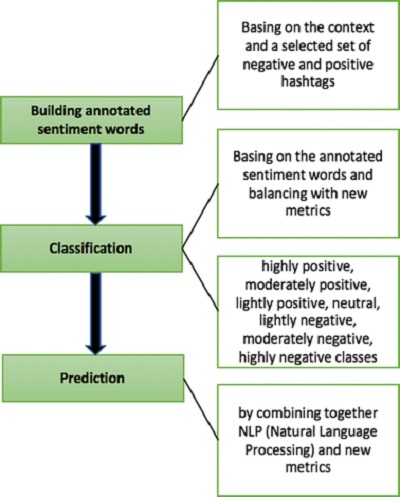 Basing on the context
and a selected set of
negative and positive
hashtags
Building annotated
sentiment words
Basing on the annotated
sentiment words and
balancing with new
metrics
Classification
highly positive,
moderately positive,
lightly positive, neutral,
lightly negative,
moderately negative,
highly negative classes
Prediction
by combining together
NLP (Natural Language
Processing) and new
metrics